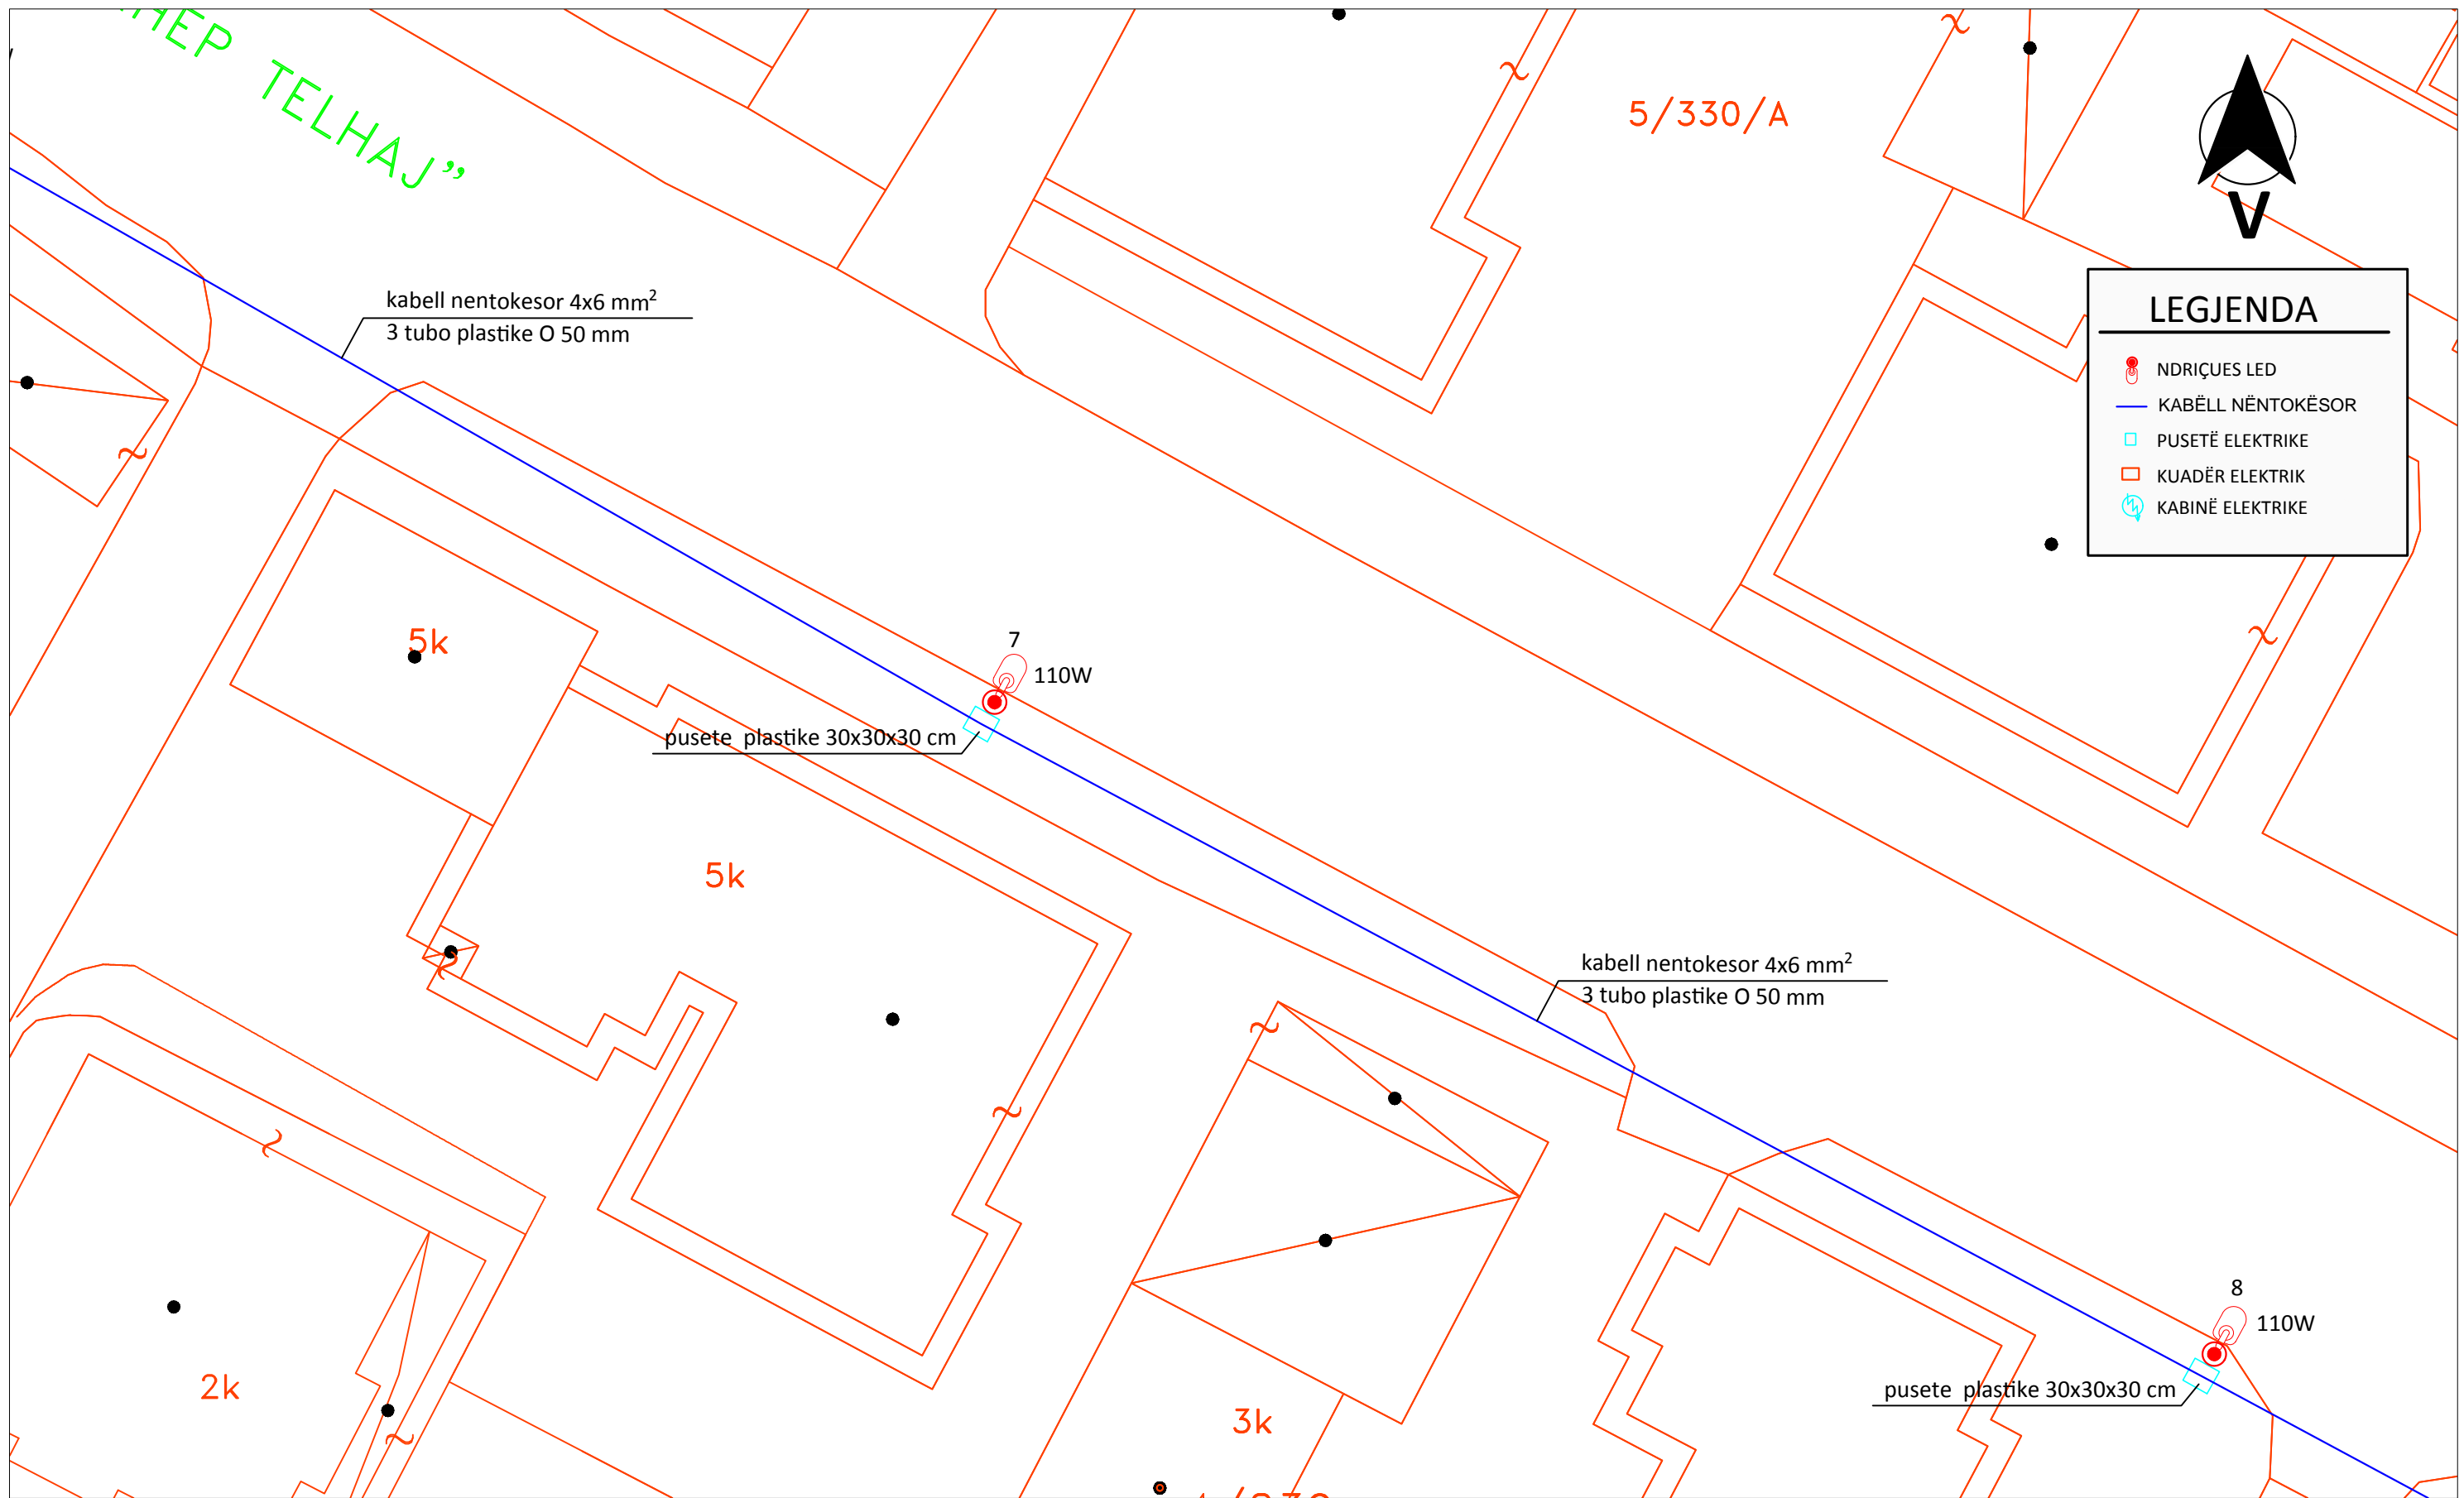 TELHAJ”
5/330/A
V
kabell nentokesor 4x6 mm²
3 tubo plastike O 50 mm
LEGJENDA
NDRIÇUES LED
KABËLL NËNTOKËSOR
PUSETË ELEKTRIKE
KUADËR ELEKTRIK
KABINË ELEKTRIKE
5k
7
110W
pusete plastike 30x30x30 cm
5k
kabell nentokesor 4x6 mm²
3 tubo plastike O 50 mm
8
110W
pusete plastike 30x30x30 cm
2k
3k